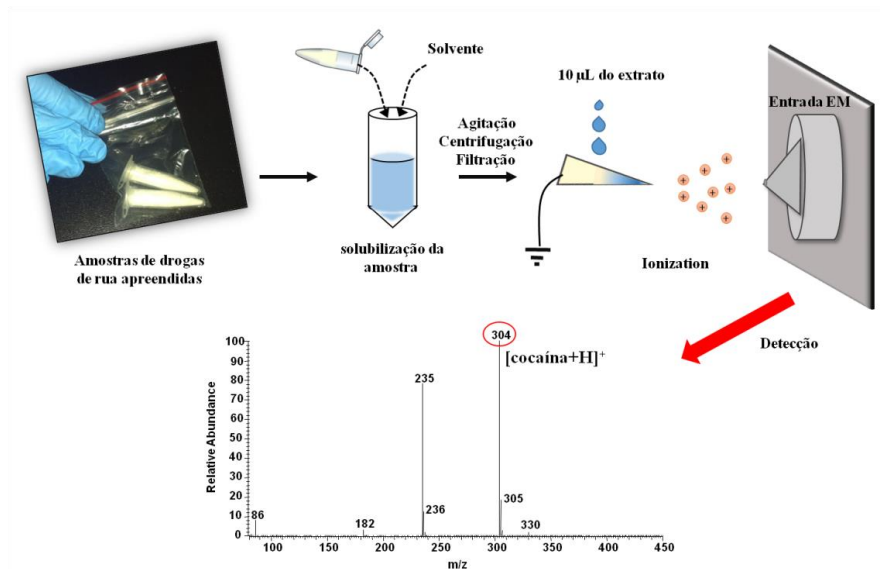 Solvente
10 µL do extrato
Entrada EM
Agitação
Centrifugação
Filtração
+
+
+
+
+
+
+
+
Amostras de drogas
de rua apreendidas
solubilização da
amostra
Ionization
Detecção
304
[cocaína+H]+
235
305
236
86
182
330
100
90
80
70
60
50
40
30
20
10
0
Relative Abundance
100
150
200
250
300
350
400
450
m/z